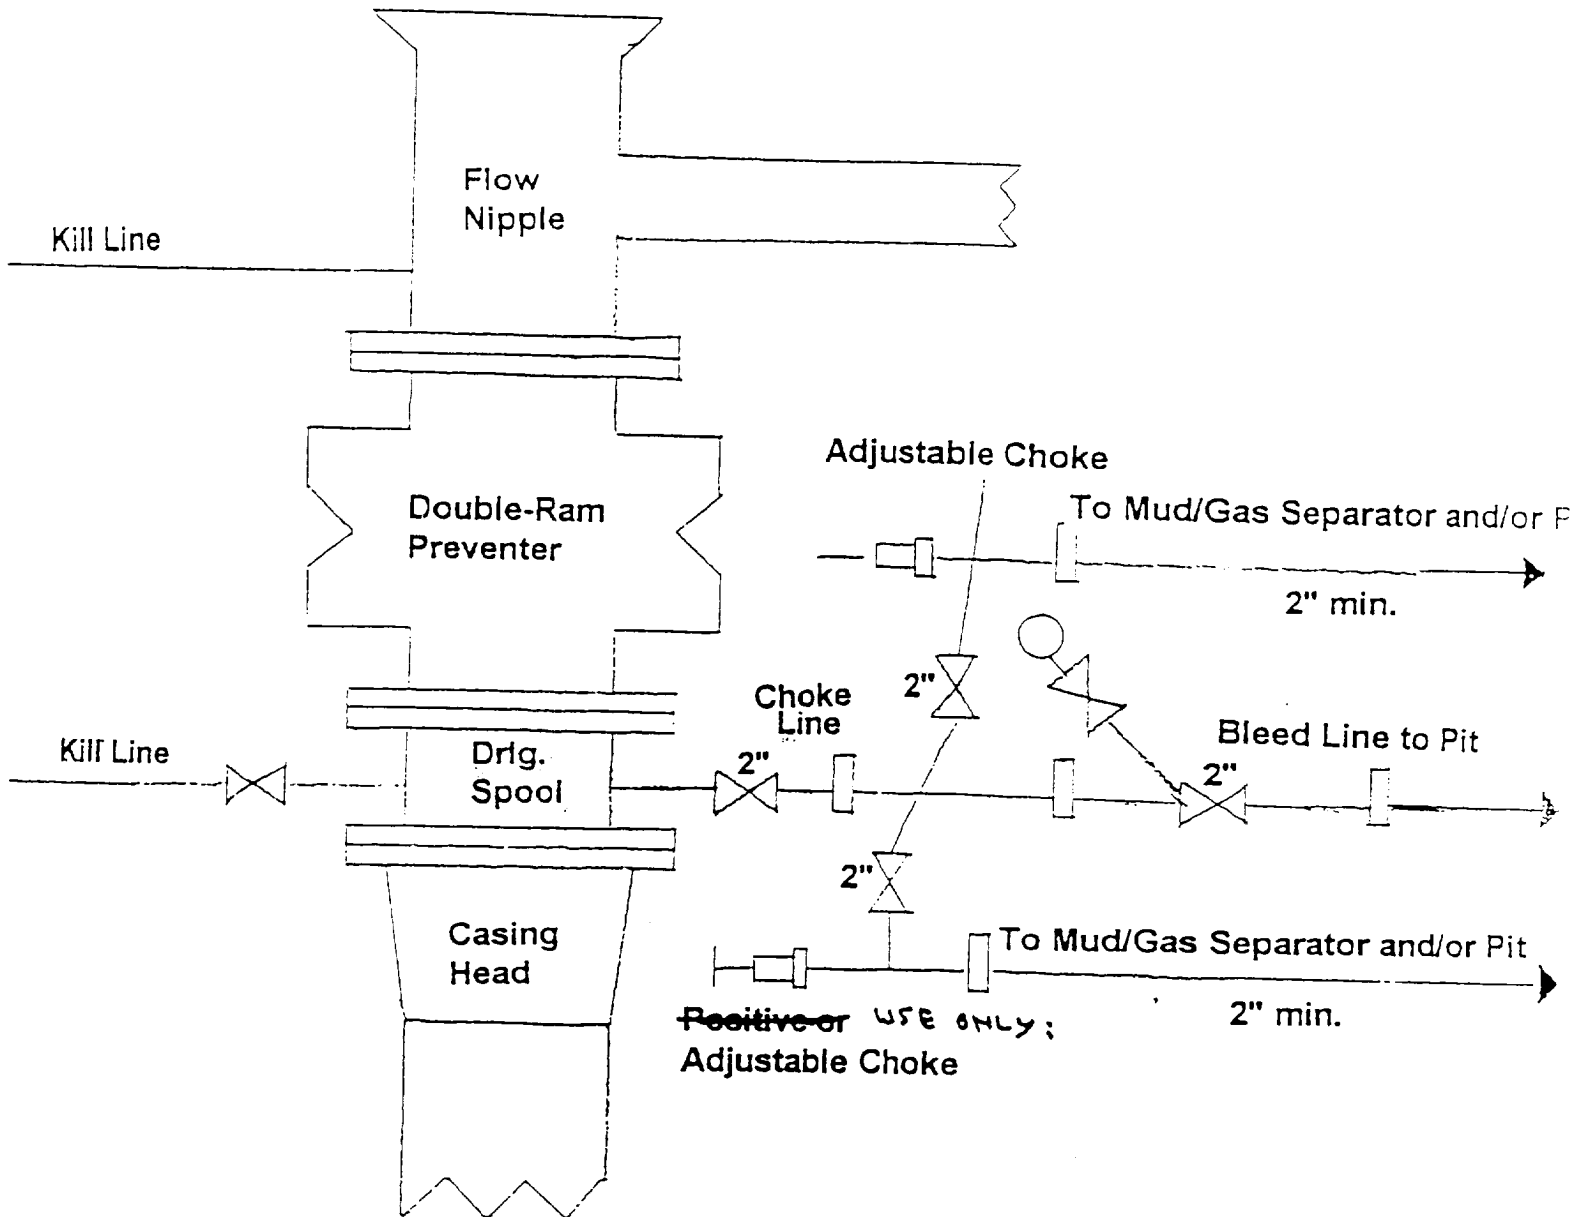 Flow
Nipple
Kill Line
Adjustable Choke
Double-Ram
Preventer
To Mud/Gas Separator and/or P
2" min.
2"
Choke
Line
Kill Line
Drlg.
Spool
2"
Bleed Line to Pit
2"
2"
Casing
Head
To Mud/Gas Separator and/or Pit
Positive or USE ONLY:
2" min.
Adjustable Choke